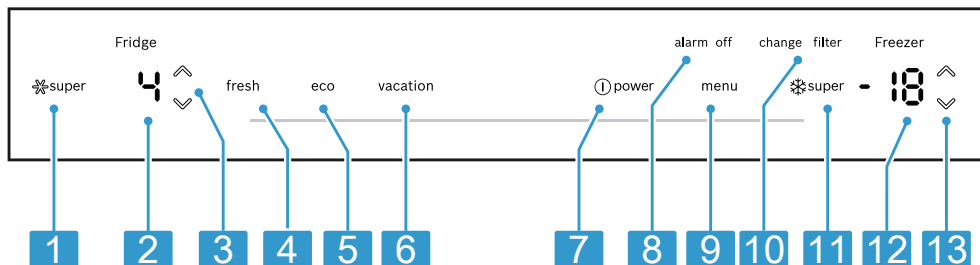 Fridge alarm off change filter Freezer
super 4 fresh eco vacation power menu super - 18
1 2 3 4 5 6 7 8 9 10 11 12 13